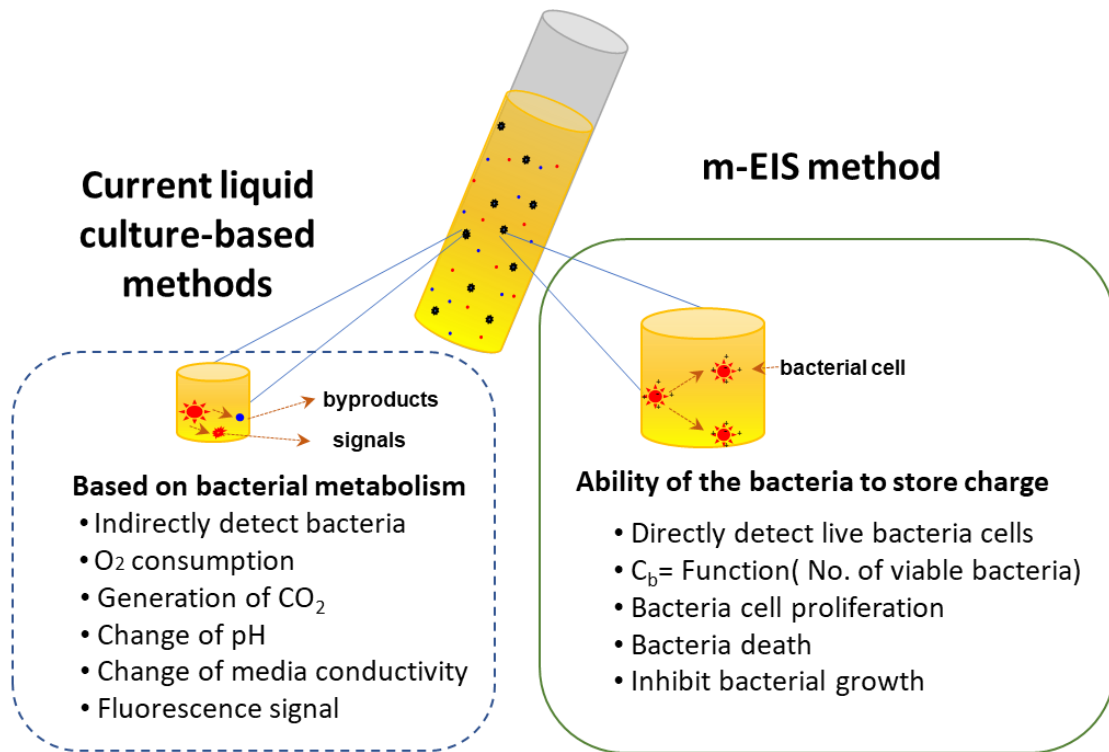 Current liquid
culture-based
methods
byproducts
signals
Based on bacterial metabolism
• Indirectly detect bacteria
• O₂ consumption
• Generation of CO₂
• Change of pH
• Change of media conductivity
• Fluorescence signal
m-EIS method
bacterial cell
Ability of the bacteria to store charge
• Directly detect live bacteria cells
• C_b= Function( No. of viable bacteria)
• Bacteria cell proliferation
• Bacteria death
• Inhibit bacterial growth